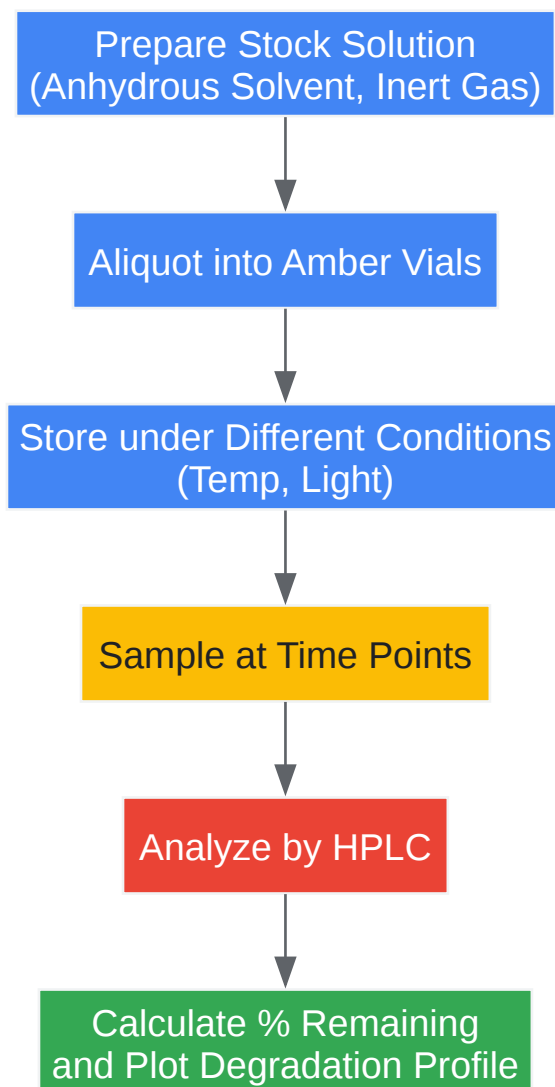 Prepare Stock Solution
(Anhydrous Solvent, Inert Gas)
Aliquot into Amber Vials
Store under Different Conditions
(Temp, Light)
Sample at Time Points
Analyze by HPLC
Calculate % Remaining
and Plot Degradation Profile